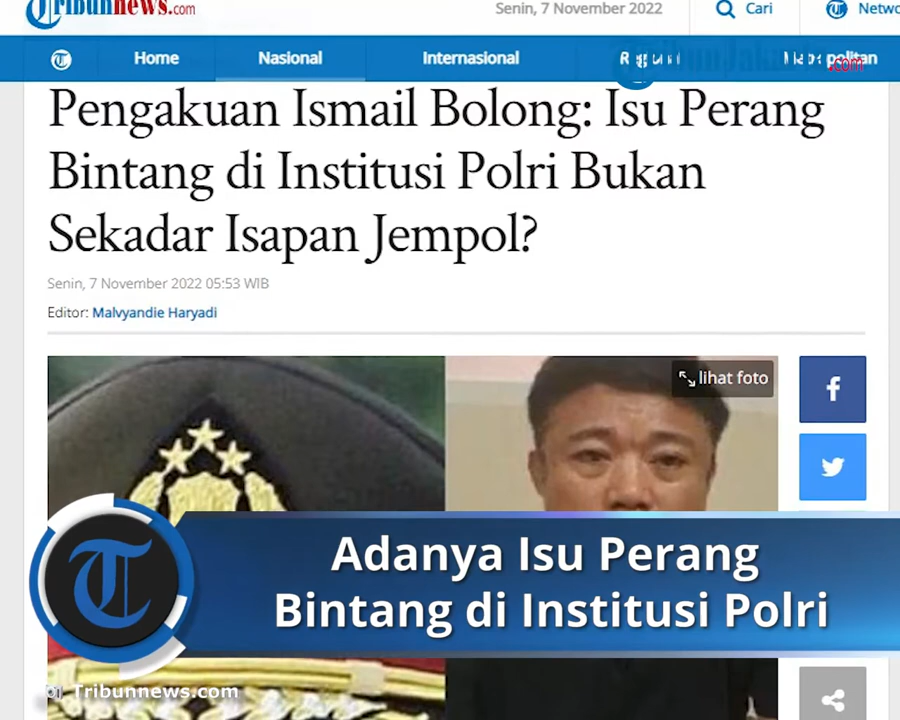 Tribunnews.com
Senin, 7 November 2022
Cari
Netwo
Home
Nasional
Internasional
.com
Pengakuan Ismail Bolong: Isu Perang
Bintang di Institusi Polri Bukan
Sekadar Isapan Jempol?
Senin, 7 November 2022 05:53 WIB
Editor: Malvyandie Haryadi
lihat foto
Adanya Isu Perang
Bintang di Institusi Polri
Tribunnews.com